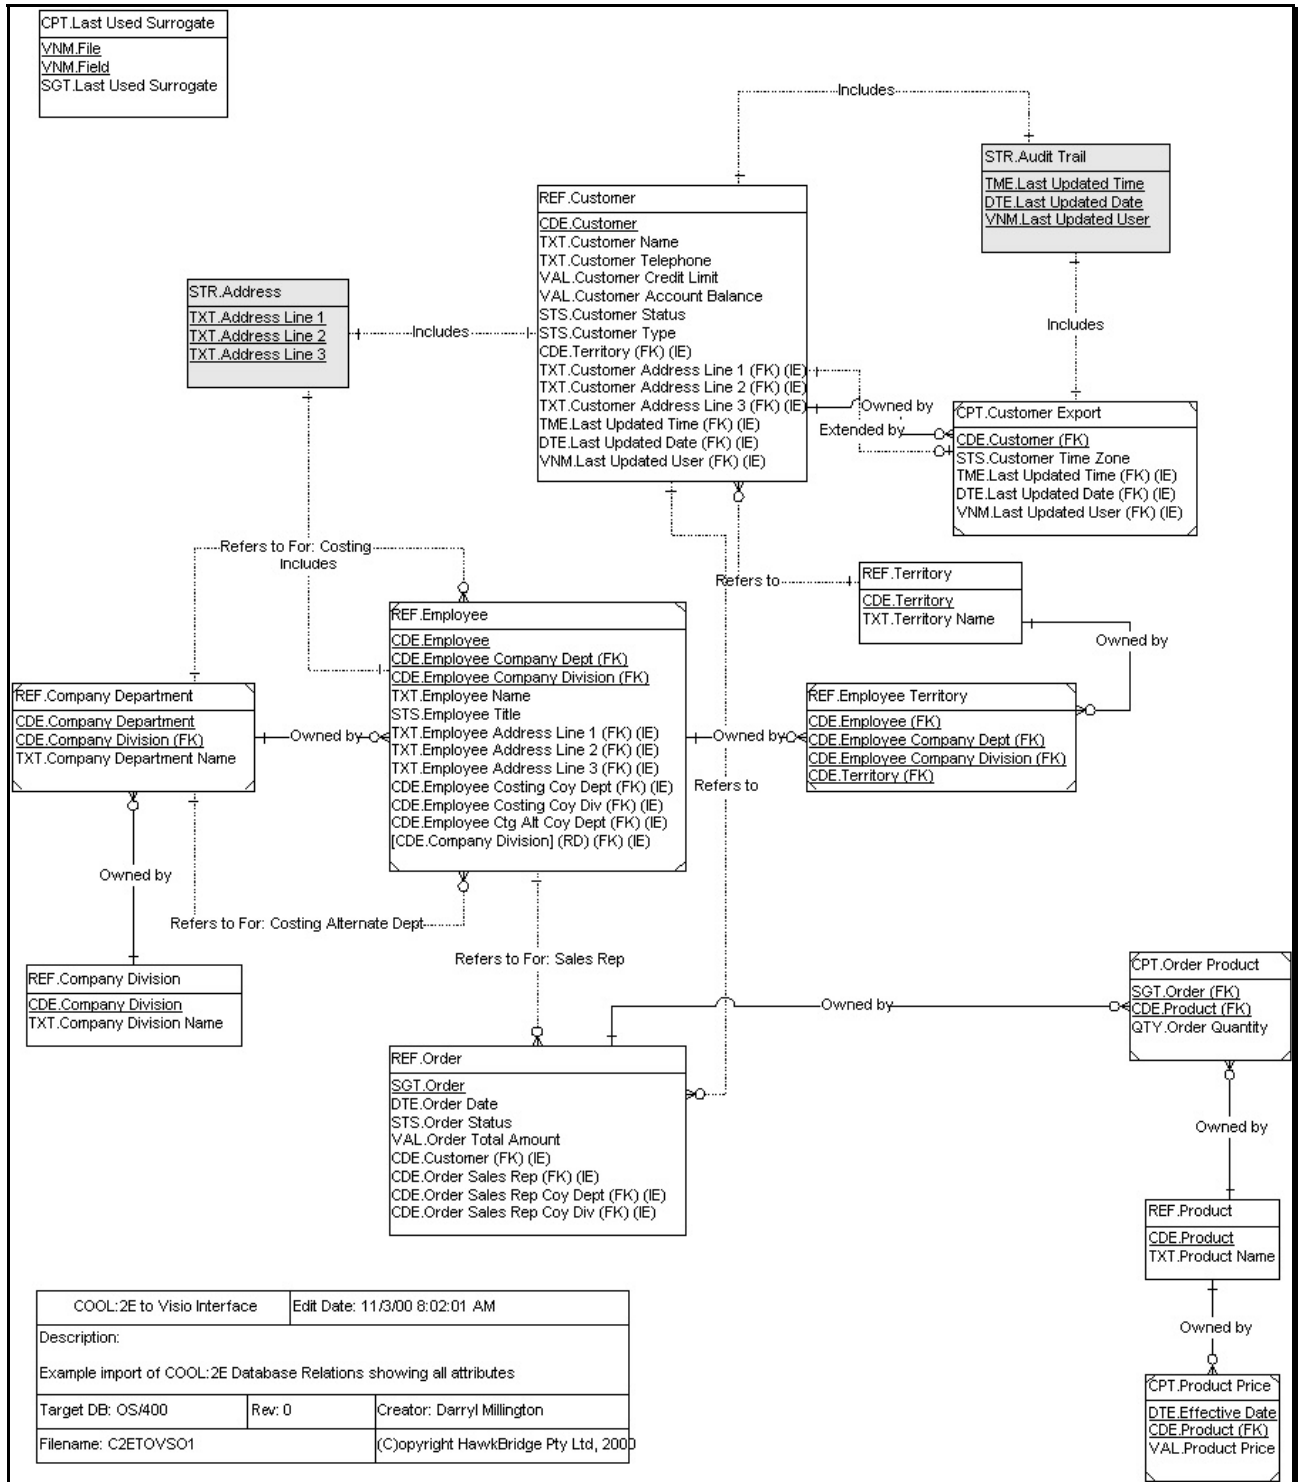 CPT.Last Used Surrogate
VNM.File
VNM.Field
SGT.Last Used Surrogate
Includes
STR.Audit Trail
TME.Last Updated Time
DTE.Last Updated Date
VNM.Last Updated User
REF.Customer
CDE.Customer
TXT.Customer Name
TXT.Customer Telephone
VAL.Customer Credit Limit
VAL.Customer Account Balance
STS.Customer Status
STS.Customer Type
CDE.Territory (FK) (IE)
TXT.Customer Address Line 1 (FK) (IE)
TXT.Customer Address Line 2 (FK) (IE)
TXT.Customer Address Line 3 (FK) (IE)
TME.Last Updated Time (FK) (IE)
DTE.Last Updated Date (FK) (IE)
VNM.Last Updated User (FK) (IE)
STR.Address
TXT.Address Line 1
TXT.Address Line 2
TXT.Address Line 3
Includes
Includes
Owned by
Extended by
CPT.Customer Export
CDE.Customer (FK)
STS.Customer Time Zone
TME.Last Updated Time (FK) (IE)
DTE.Last Updated Date (FK) (IE)
VNM.Last Updated User (FK) (IE)
Refers to For: Costing
Includes
Refers to
REF.Territory
CDE.Territory
TXT.Territory Name
Owned by
REF.Employee
CDE.Employee
CDE.Employee Company Dept (FK)
CDE.Employee Company Division (FK)
TXT.Employee Name
STS.Employee Title
TXT.Employee Address Line 1 (FK) (IE)
TXT.Employee Address Line 2 (FK) (IE)
TXT.Employee Address Line 3 (FK) (IE)
CDE.Employee Costing Coy Dept (FK) (IE)
CDE.Employee Costing Coy Div (FK) (IE)
CDE.Employee Ctg Alt Coy Dept (FK) (IE)
[CDE.Company Division] (RD) (FK) (IE)
REF.Company Department
CDE.Company Department
CDE.Company Division (FK)
TXT.Company Department Name
Owned by
Owned by
REF.Employee Territory
CDE.Employee (FK)
CDE.Employee Company Dept (FK)
CDE.Employee Company Division (FK)
CDE.Territory (FK)
Refers to
Owned by
Refers to For: Costing Alternate Dept
Refers to For: Sales Rep
REF.Company Division
CDE.Company Division
TXT.Company Division Name
Owned by
CPT.Order Product
SGT.Order (FK)
CDE.Product (FK)
QTY.Order Quantity
REF.Order
SGT.Order
DTE.Order Date
STS.Order Status
VAL.Order Total Amount
CDE.Customer (FK) (IE)
CDE.Order Sales Rep (FK) (IE)
CDE.Order Sales Rep Coy Dept (FK) (IE)
CDE.Order Sales Rep Coy Div (FK) (IE)
Owned by
REF.Product
CDE.Product
TXT.Product Name
Owned by
CPT.Product Price
DTE.Effective Date
CDE.Product (FK)
VAL.Product Price
COOL:2E to Visio Interface
Edit Date: 11/3/00 8:02:01 AM
Description:
Example import of COOL:2E Database Relations showing all attributes
Target DB: OS/400
Rev: 0
Creator: Darryl Millington
Filename: C2ETOVSO1
(C)opyright HawkBridge Pty Ltd, 2000